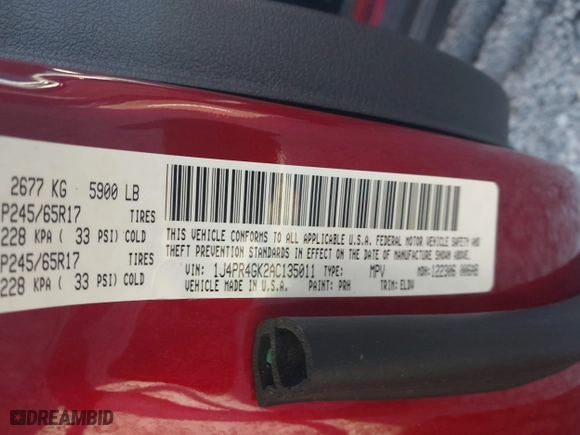 2677 KG 5900 LB
P245/65R17 TIRES
228 KPA ( 33 PSI) COLD
P245/65R17 TIRES
228 KPA ( 33 PSI) COLD
THIS VEHICLE CONFORMS TO ALL APPLICABLE U.S.A. FEDERAL MOTOR VEHICLE SAFETY AND
THEFT PREVENTION STANDARDS IN EFFECT ON THE DATE OF MANUFACTURE SHOWN ABOVE.
VIN: 1J4PR4GK2AC135011 TYPE: MPV MDH: 122306
VEHICLE MADE IN U.S.A. PAINT: PRH TRIM: ELDV
DREAMBID